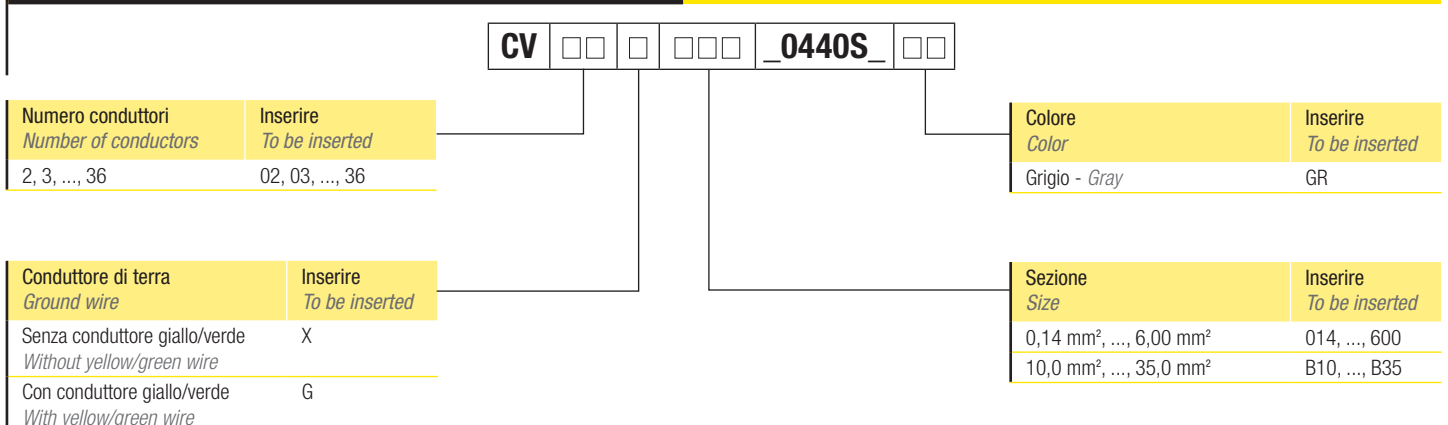 CV □□ □ □□□ _0440S_ □□
Numero conduttori Inserire
Number of conductors To be inserted
2, 3, ..., 36 02, 03, ..., 36
Colore Inserire
Color To be inserted
Grigio - Gray GR
Conduttore di terra Inserire
Ground wire To be inserted
Senza conduttore giallo/verde X
Without yellow/green wire
Con conduttore giallo/verde G
With yellow/green wire
Sezione Inserire
Size To be inserted
0,14 mm², ..., 6,00 mm² 014, ..., 600
10,0 mm², ..., 35,0 mm² B10, ..., B35